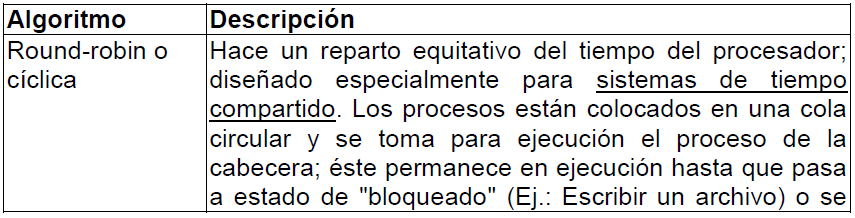 Algoritmo Descripción
Round-robin o Hace un reparto equitativo del tiempo del procesador;
cíclica diseñado especialmente para sistemas de tiempo
compartido. Los procesos están colocados en una cola
circular y se toma para ejecución el proceso de la
cabecera; éste permanece en ejecución hasta que pasa
a estado de "bloqueado" (Ej.: Escribir un archivo) o se